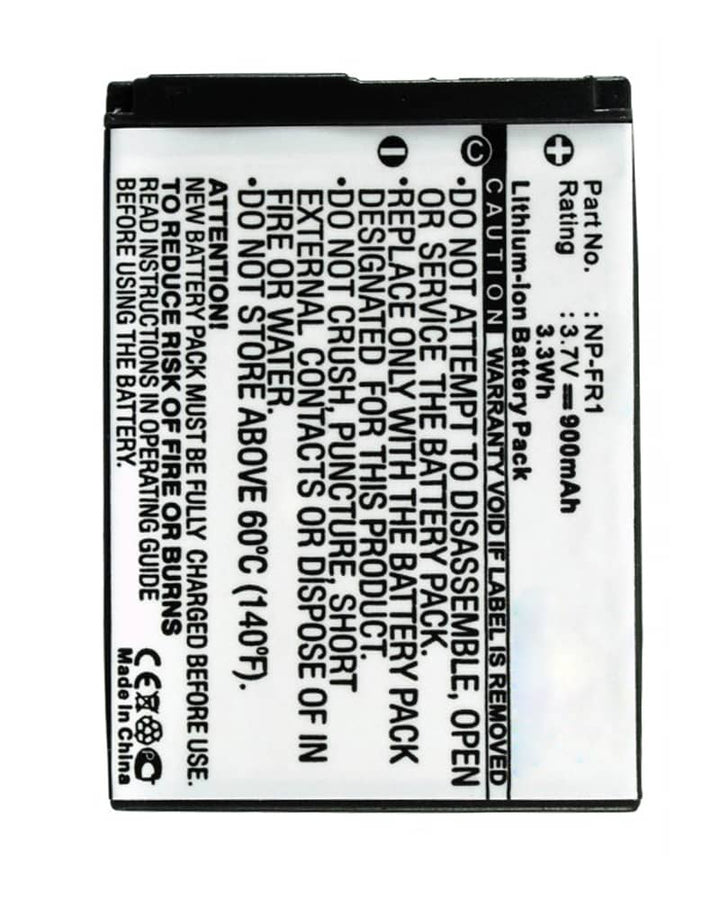 Part No. : NP-FR1
Rating : 3.7V 900mAh
3.3Wh
Lithium-Ion Battery Pack
CAUTION WARRANTY VOID IF LABEL IS REMOVED
C
•DO NOT ATTEMPT TO DISASSEMBLE, OPEN
OR SERVICE THE BATTERY PACK.
•REPLACE ONLY WITH THE BATTERY PACK
DESIGNATED FOR THIS PRODUCT.
•DO NOT CRUSH, PUNCTURE, SHORT
EXTERNAL CONTACTS OR DISPOSE OF IN
FIRE OR WATER.
•DO NOT STORE ABOVE 60ºC (140ºF).
ATTENTION!
NEW BATTERY PACK MUST BE FULLY CHARGED BEFORE USE.
TO REDUCE RISK OF FIRE OR BURNS
READ INSTRUCTIONS IN OPERATING GUIDE
BEFORE USING THE BATTERY.
CE
Made in China